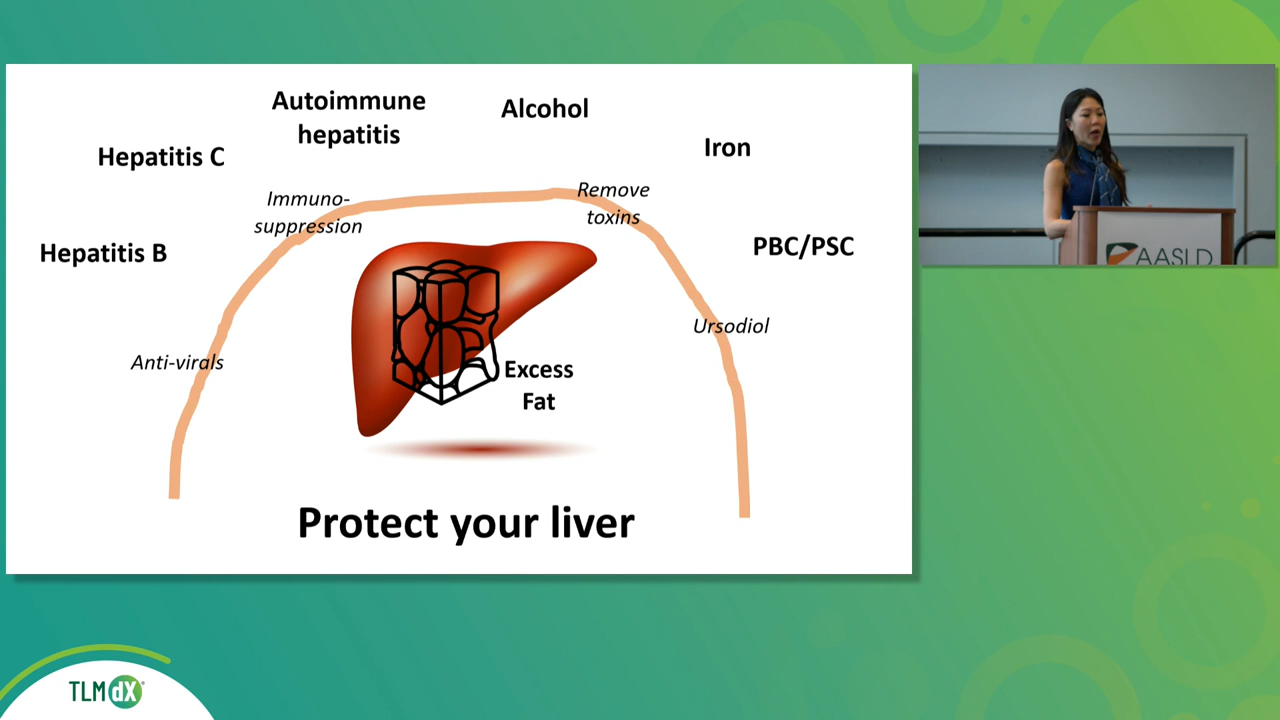 Autoimmune
hepatitis
Alcohol
Hepatitis C
Iron
Immuno-
suppression
Remove
toxins
Hepatitis B
PBC/PSC
Ursodiol
Anti-virals
Excess
Fat
Protect your liver
AASLD
TLMdX